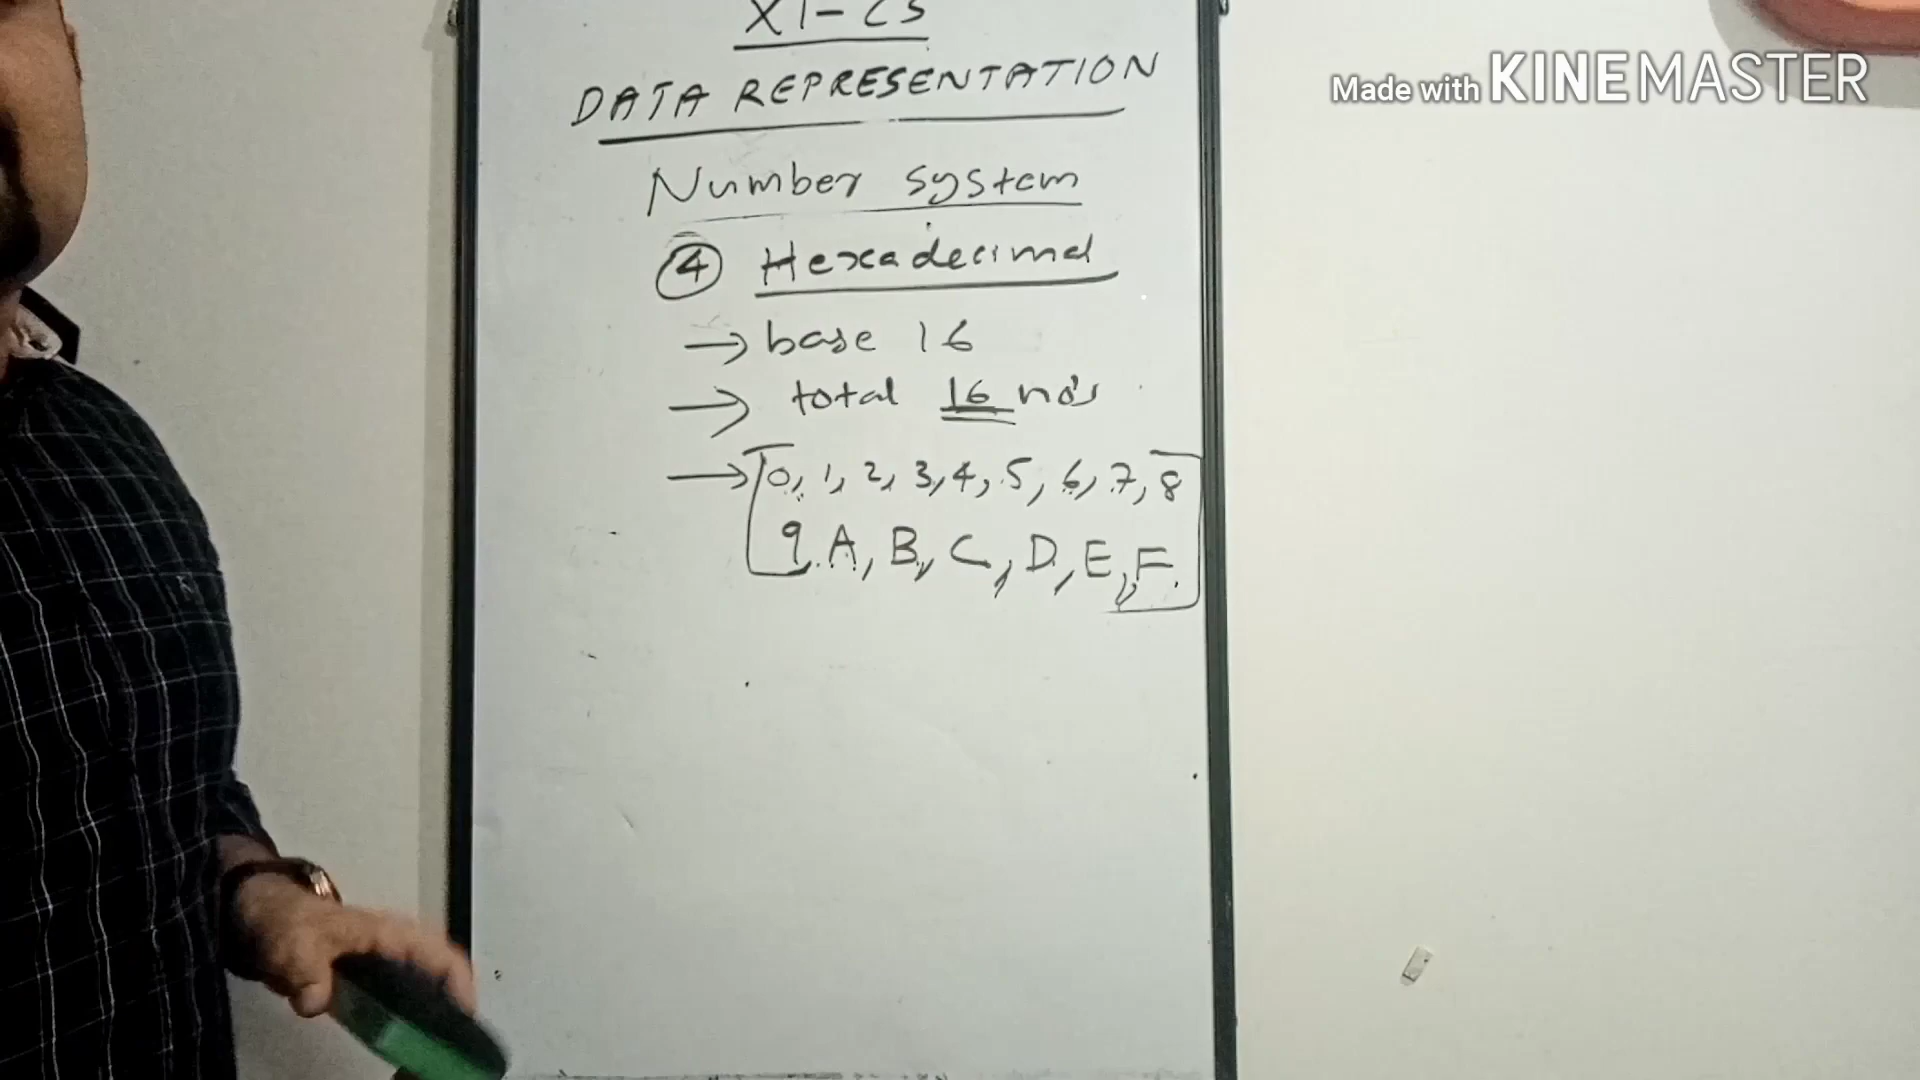 XI-CS
Made with KINEMASTER
DATA REPRESENTATION
Number system
④ Hexadecimal
→ base 16
→ total 16 no's
→ 0, 1, 2, 3, 4, 5, 6, 7, 8
9, A, B, C, D, E, F